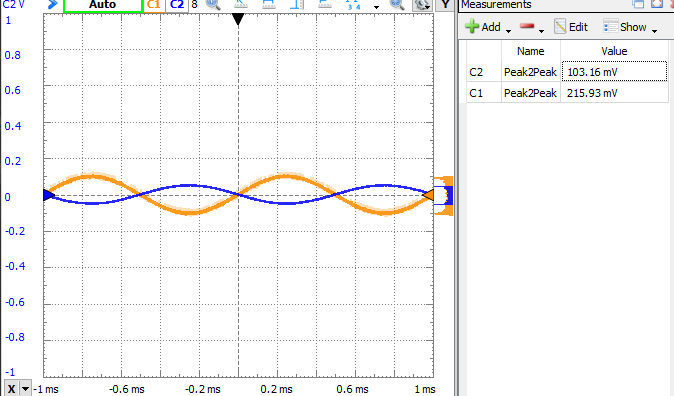 C2 V Auto C1 C2 8 Y
Measurements
Add Edit Show
Name Value
C2 Peak2Peak 103.16 mV
C1 Peak2Peak 215.93 mV
1
0.8
0.6
0.4
0.2
0
-0.2
-0.4
-0.6
-0.8
-1
X -1 ms -0.6 ms -0.2 ms 0.2 ms 0.6 ms 1 ms